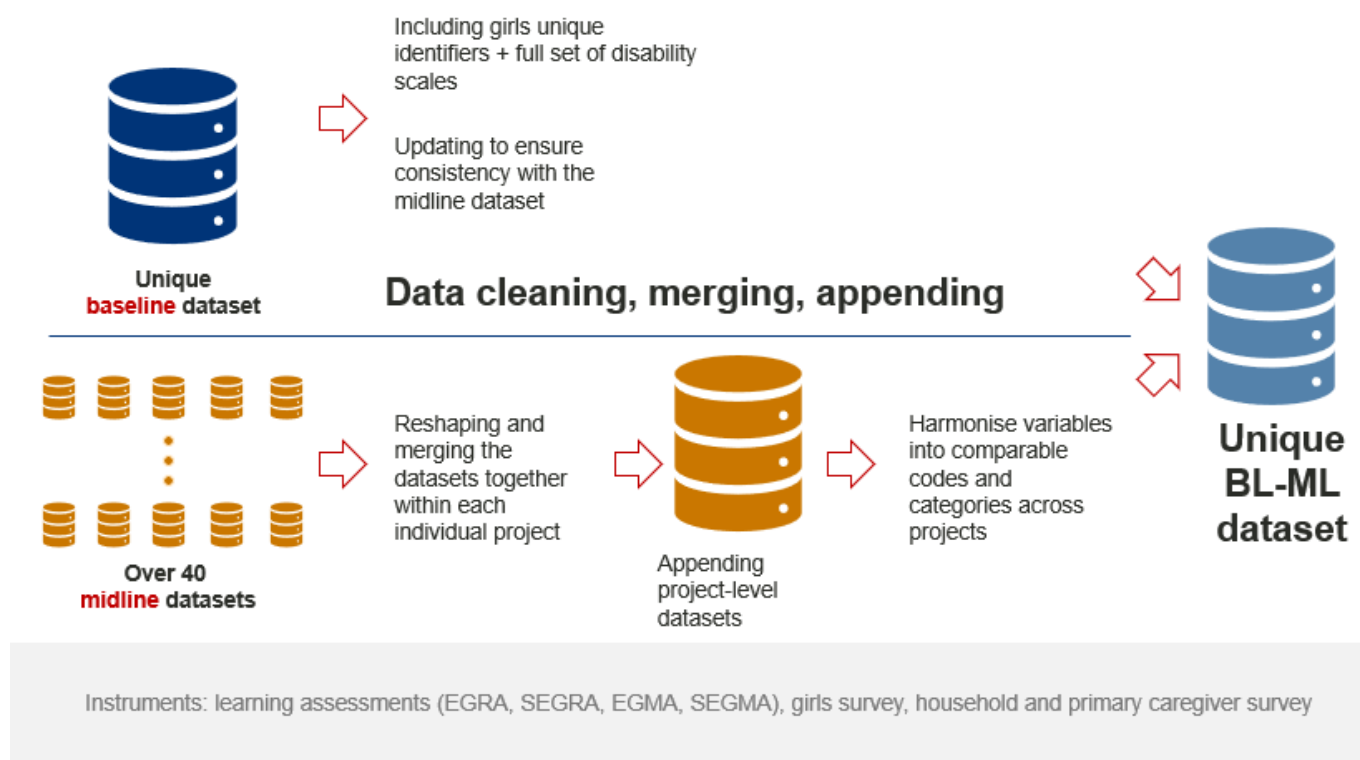 Including girls unique
identifiers + full set of disability
scales
Updating to ensure
consistency with the
midline dataset
Unique
baseline dataset
Data cleaning, merging, appending
Over 40
midline datasets
Reshaping and
merging the
datasets together
within each
individual project
Appending
project-level
datasets
Harmonise variables
into comparable
codes and
categories across
projects
Unique
BL-ML
dataset
Instruments: learning assessments (EGRA, SEGRA, EGMA, SEGMA), girls survey, household and primary caregiver survey